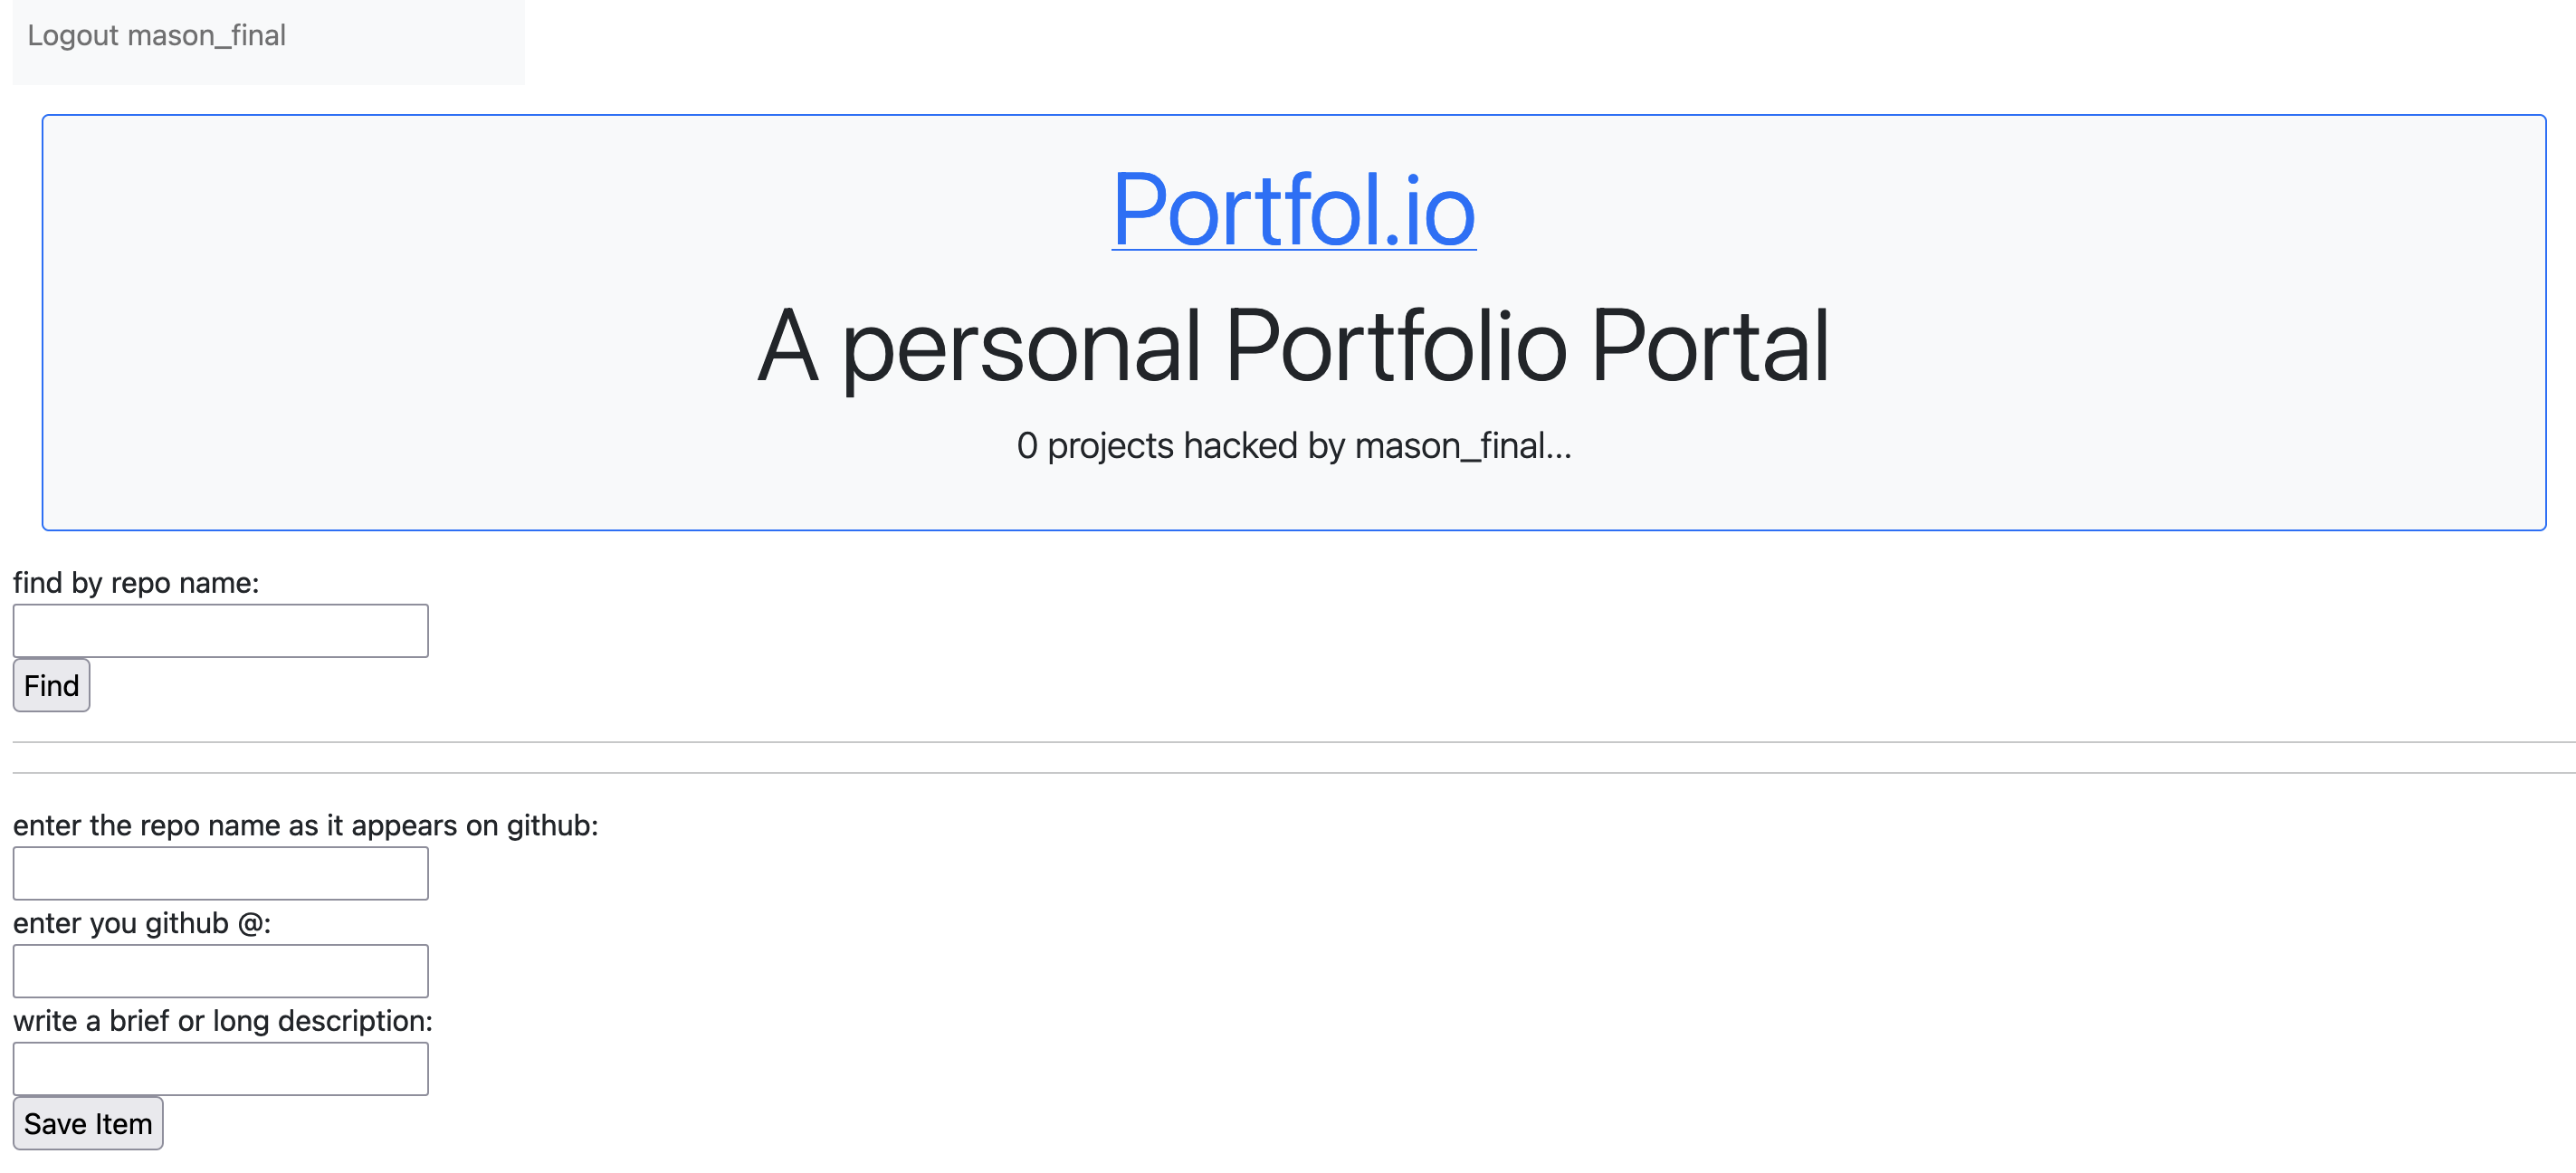 Logout mason_final
Portfol.io
A personal Portfolio Portal
0 projects hacked by mason_final...
find by repo name:
Find
enter the repo name as it appears on github:
enter you github @:
write a brief or long description:
Save Item